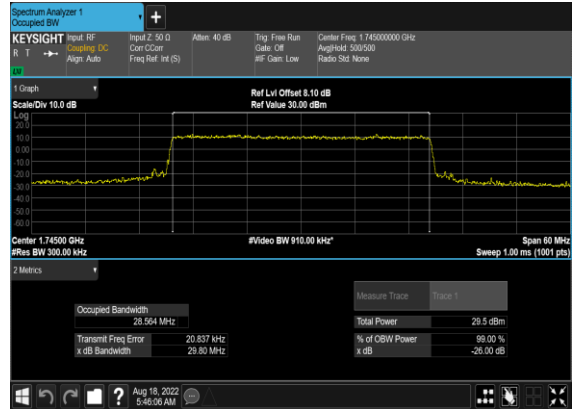 Spectrum Analyzer 1
Occupied BW
KEYSIGHT
R T
Input: RF
Coupling: DC
Align: Auto
Input Z: 50 Ω
Corr CCorr
Freq Ref: Int (S)
Atten: 40 dB
Trig: Free Run
Gate: Off
#IF Gain: Low
Center Freq: 1.745000000 GHz
Avg|Hold: 500/500
Radio Std: None
1 Graph
Scale/Div 10.0 dB
Ref Lvl Offset 8.10 dB
Ref Value 30.00 dBm
Log
20.0
10.0
0.00
-10.0
-20.0
-30.0
-40.0
-50.0
-60.0
Center 1.74500 GHz
#Res BW 300.00 kHz
#Video BW 910.00 kHz*
Span 60 MHz
Sweep 1.00 ms (1001 pts)
2 Metrics
Measure Trace
Trace 1
Occupied Bandwidth
28.564 MHz
Total Power 29.5 dBm
Transmit Freq Error 20.837 kHz
% of OBW Power 99.00 %
x dB Bandwidth 29.80 MHz
x dB -26.00 dB
?
Aug 18, 2022
5:46:06 AM